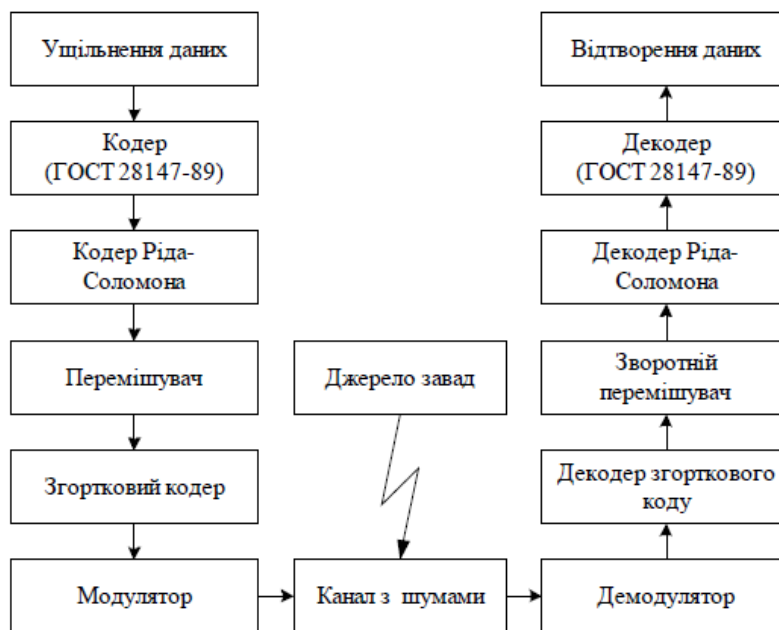 Ущільнення даних
Кодер
(ГОСТ 28147-89)
Кодер Ріда-
Соломона
Перемішувач
Згортковий кодер
Модулятор
Джерело завад
Канал з шумами
Відтворення даних
Декодер
(ГОСТ 28147-89)
Декодер Ріда-
Соломона
Зворотній
перемішувач
Декодер згорткового
коду
Демодулятор